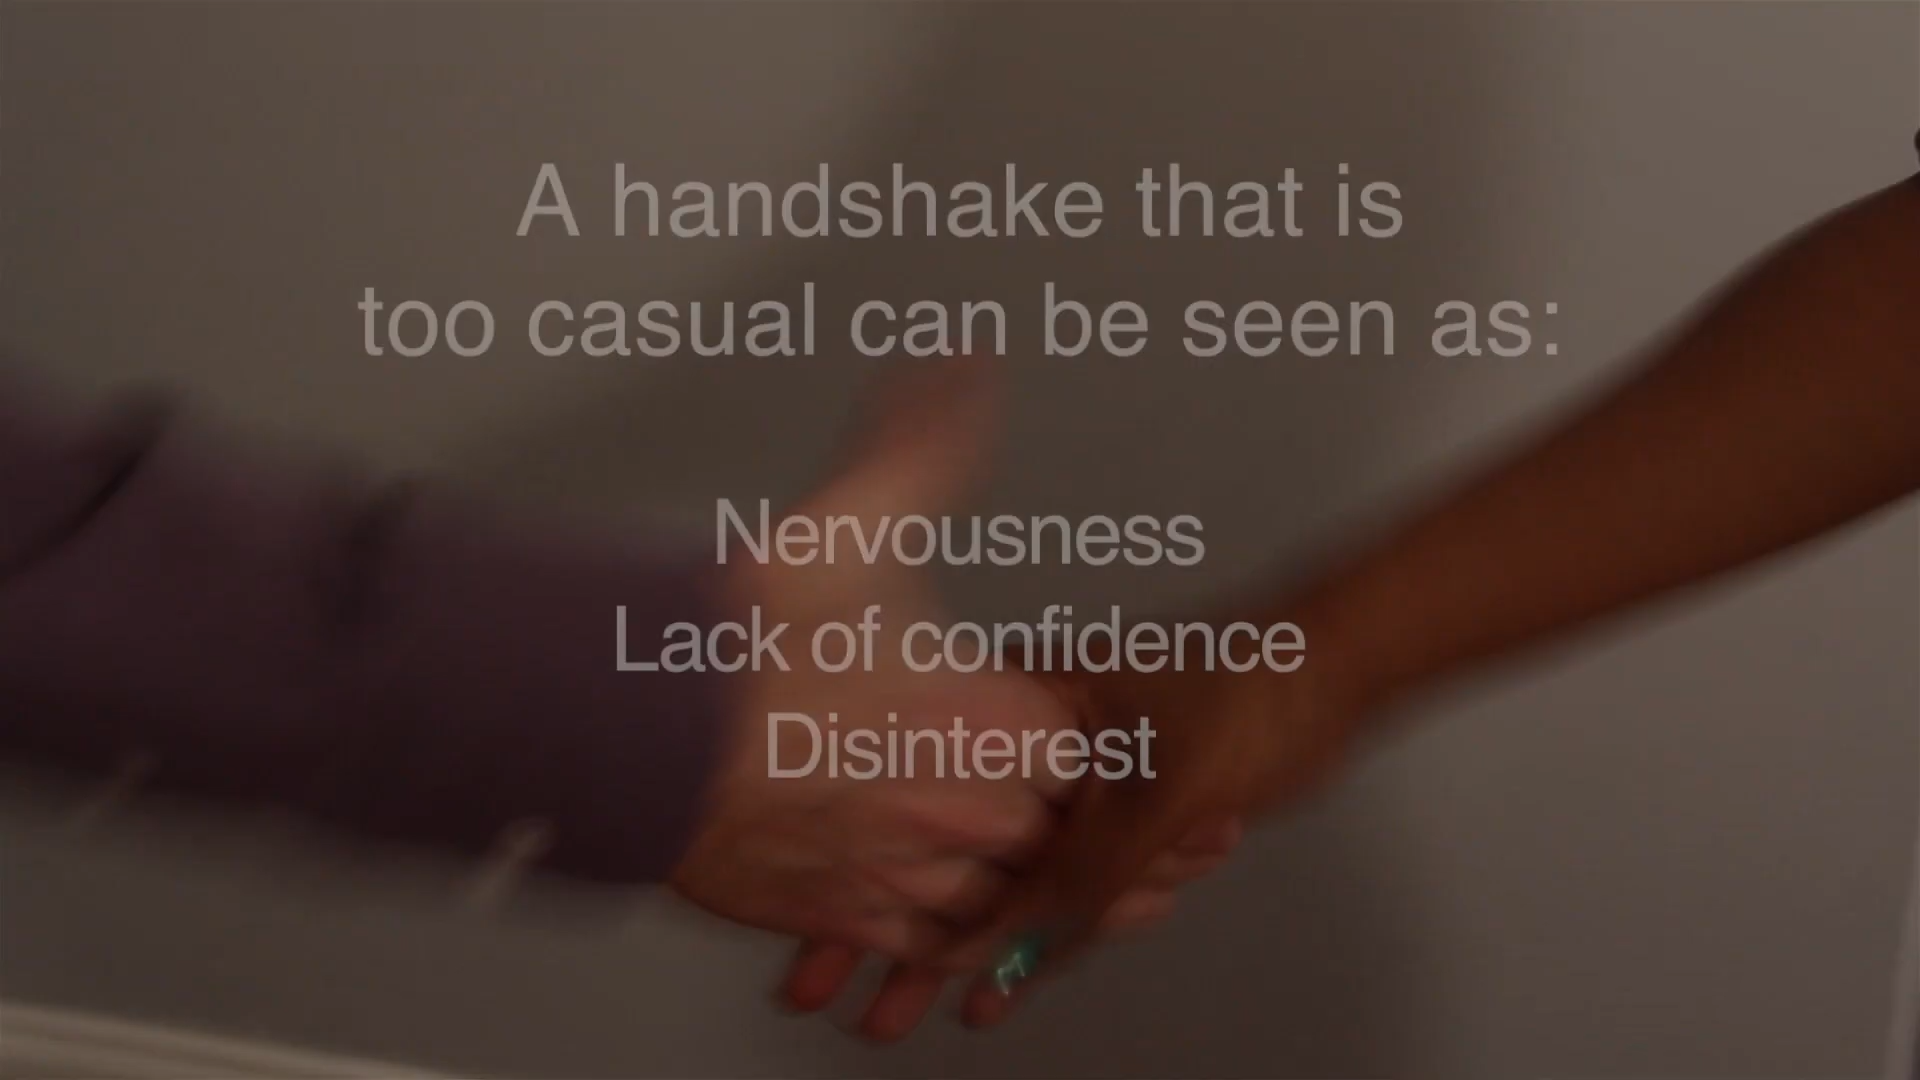 A handshake that is
too casual can be seen as:
Nervousness
Lack of confidence
Disinterest